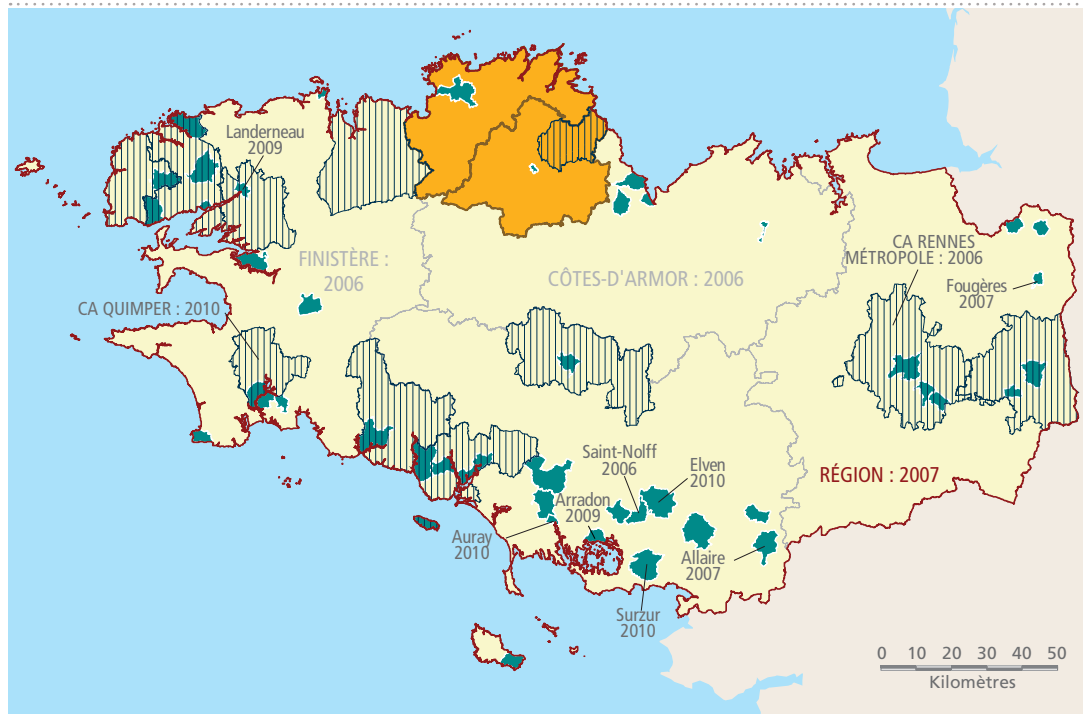 Landerneau
2009
FINISTÈRE :
2006
CÔTES-D'ARMOR : 2006
CA RENNES
MÉTROPOLE : 2006
Fougères
2007
CA QUIMPER : 2010
Saint-Nolff
2006
Elven
2010
RÉGION : 2007
Arradon
2009
Auray
2010
Allaire
2007
Surzur
2010
0 10 20 30 40 50
Kilomètres